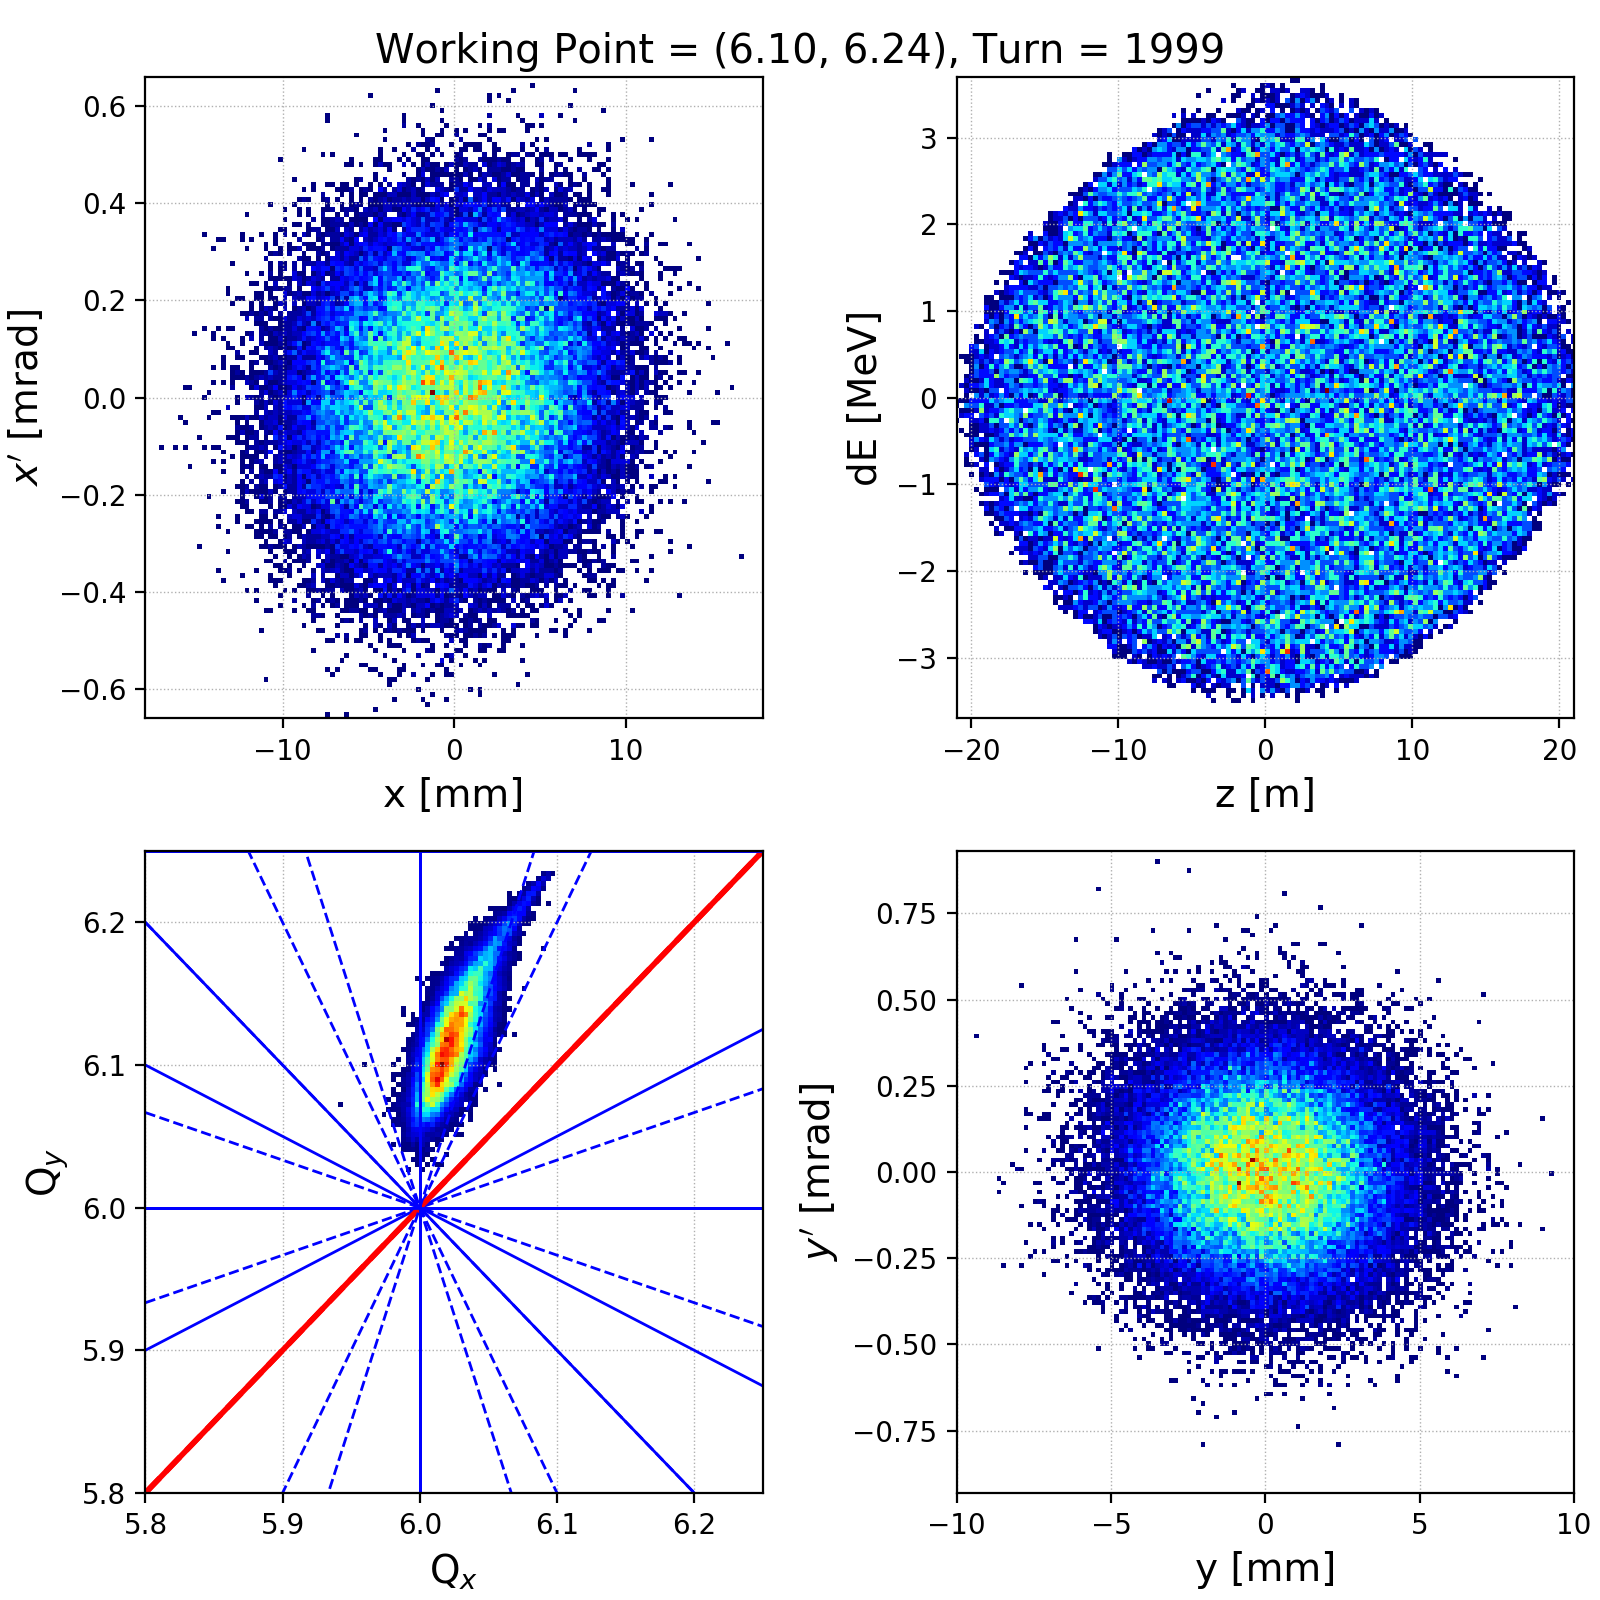 Working Point = (6.10, 6.24), Turn = 1999
0.6
0.4
0.2
0.0
−0.2
−0.4
−0.6
x′ [mrad]
−10 0 10
x [mm]
3
2
1
0
−1
−2
−3
dE [MeV]
−20 −10 0 10 20
z [m]
6.2
6.1
6.0
5.9
5.8
Qy
5.8 5.9 6.0 6.1 6.2
Qx
0.75
0.50
0.25
0.00
−0.25
−0.50
−0.75
y′ [mrad]
−10 −5 0 5 10
y [mm]